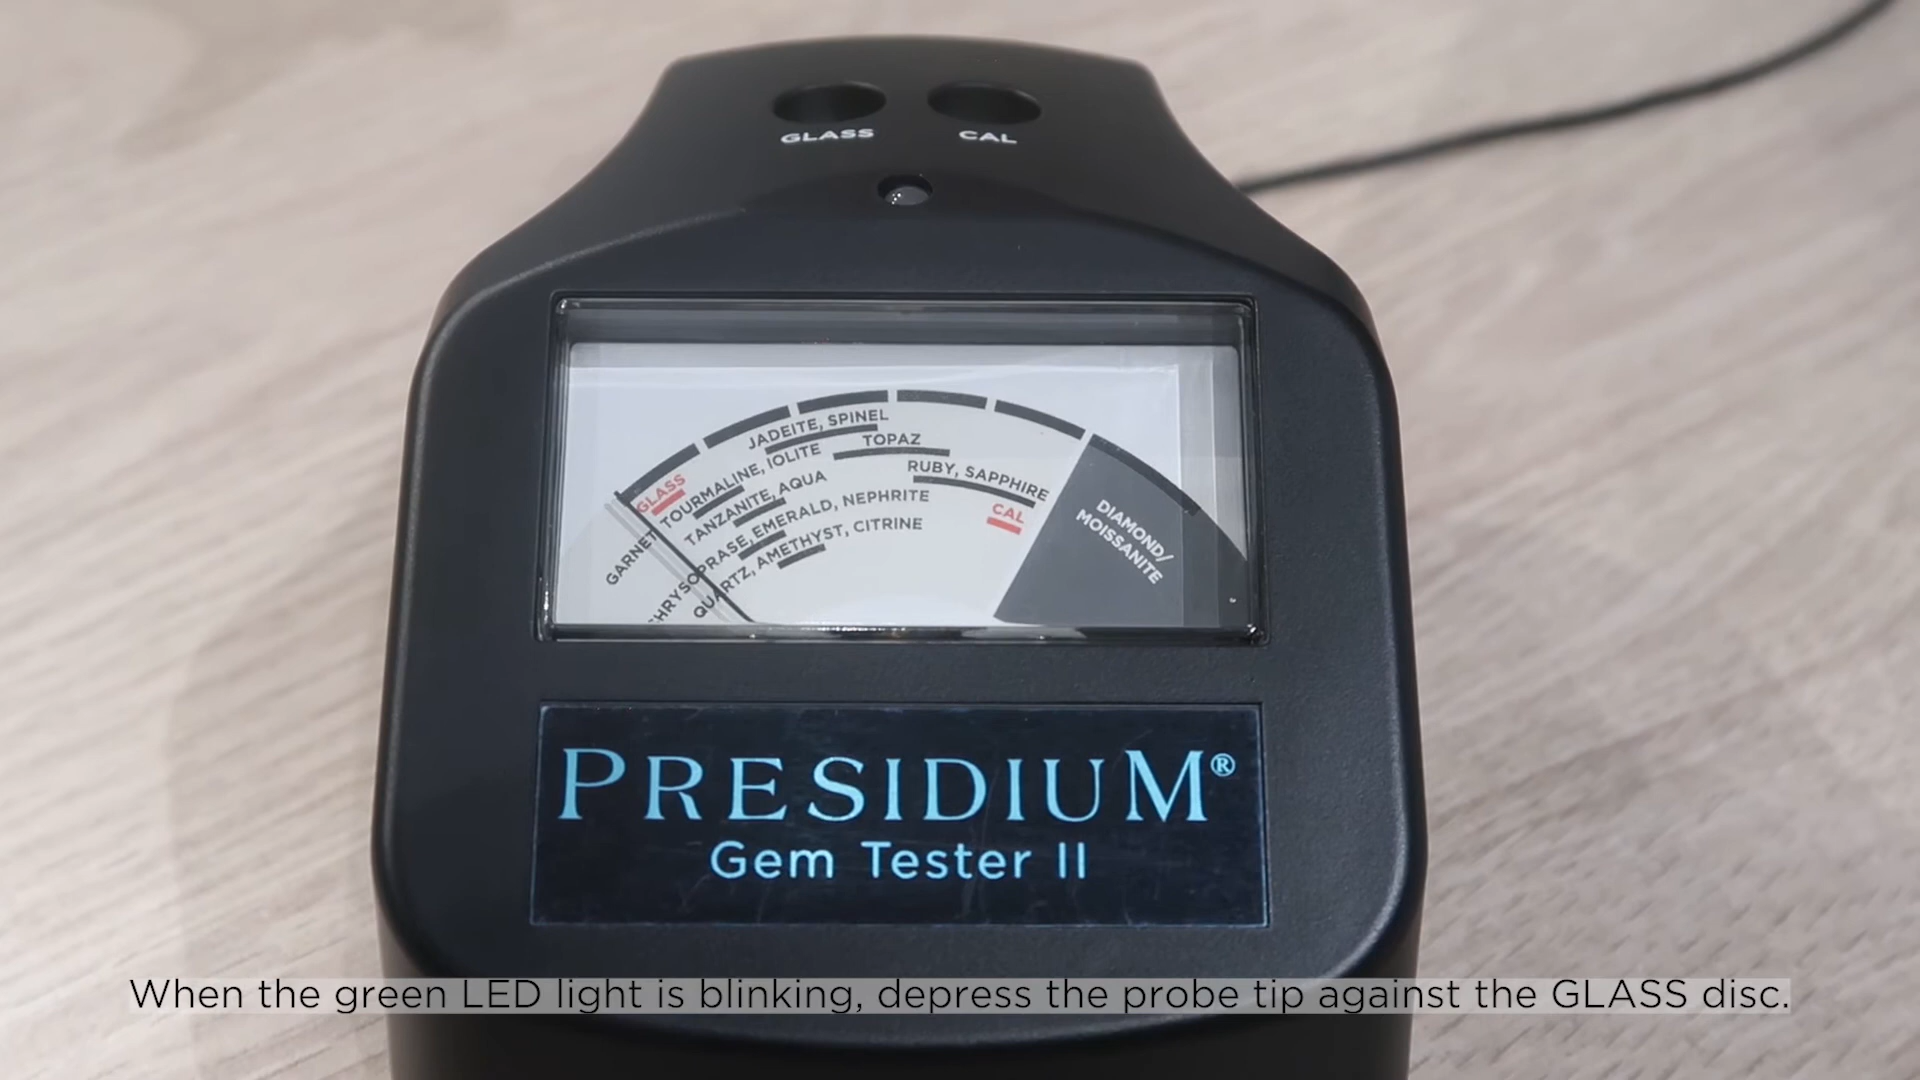 GLASS CAL
JADEITE, SPINEL
TOPAZ
GLASS
TOURMALINE, IOLITE
RUBY, SAPPHIRE
TANZANITE, AQUA
GARNET
EMERALD, NEPHRITE
CAL
QUARTZ, AMETHYST, CITRINE
DIAMOND/
MOISSANITE
PRESIDIUM®
Gem Tester II
When the green LED light is blinking, depress the probe tip against the GLASS disc.